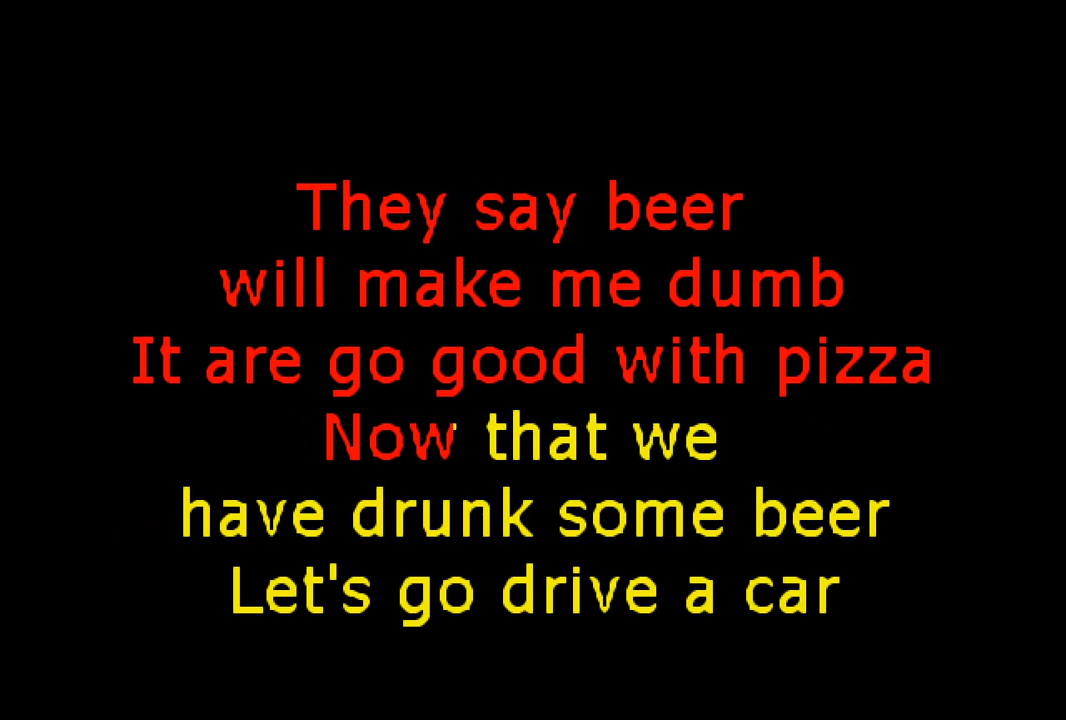 They say beer
will make me dumb
It are go good with pizza
Now that we
have drunk some beer
Let's go drive a car